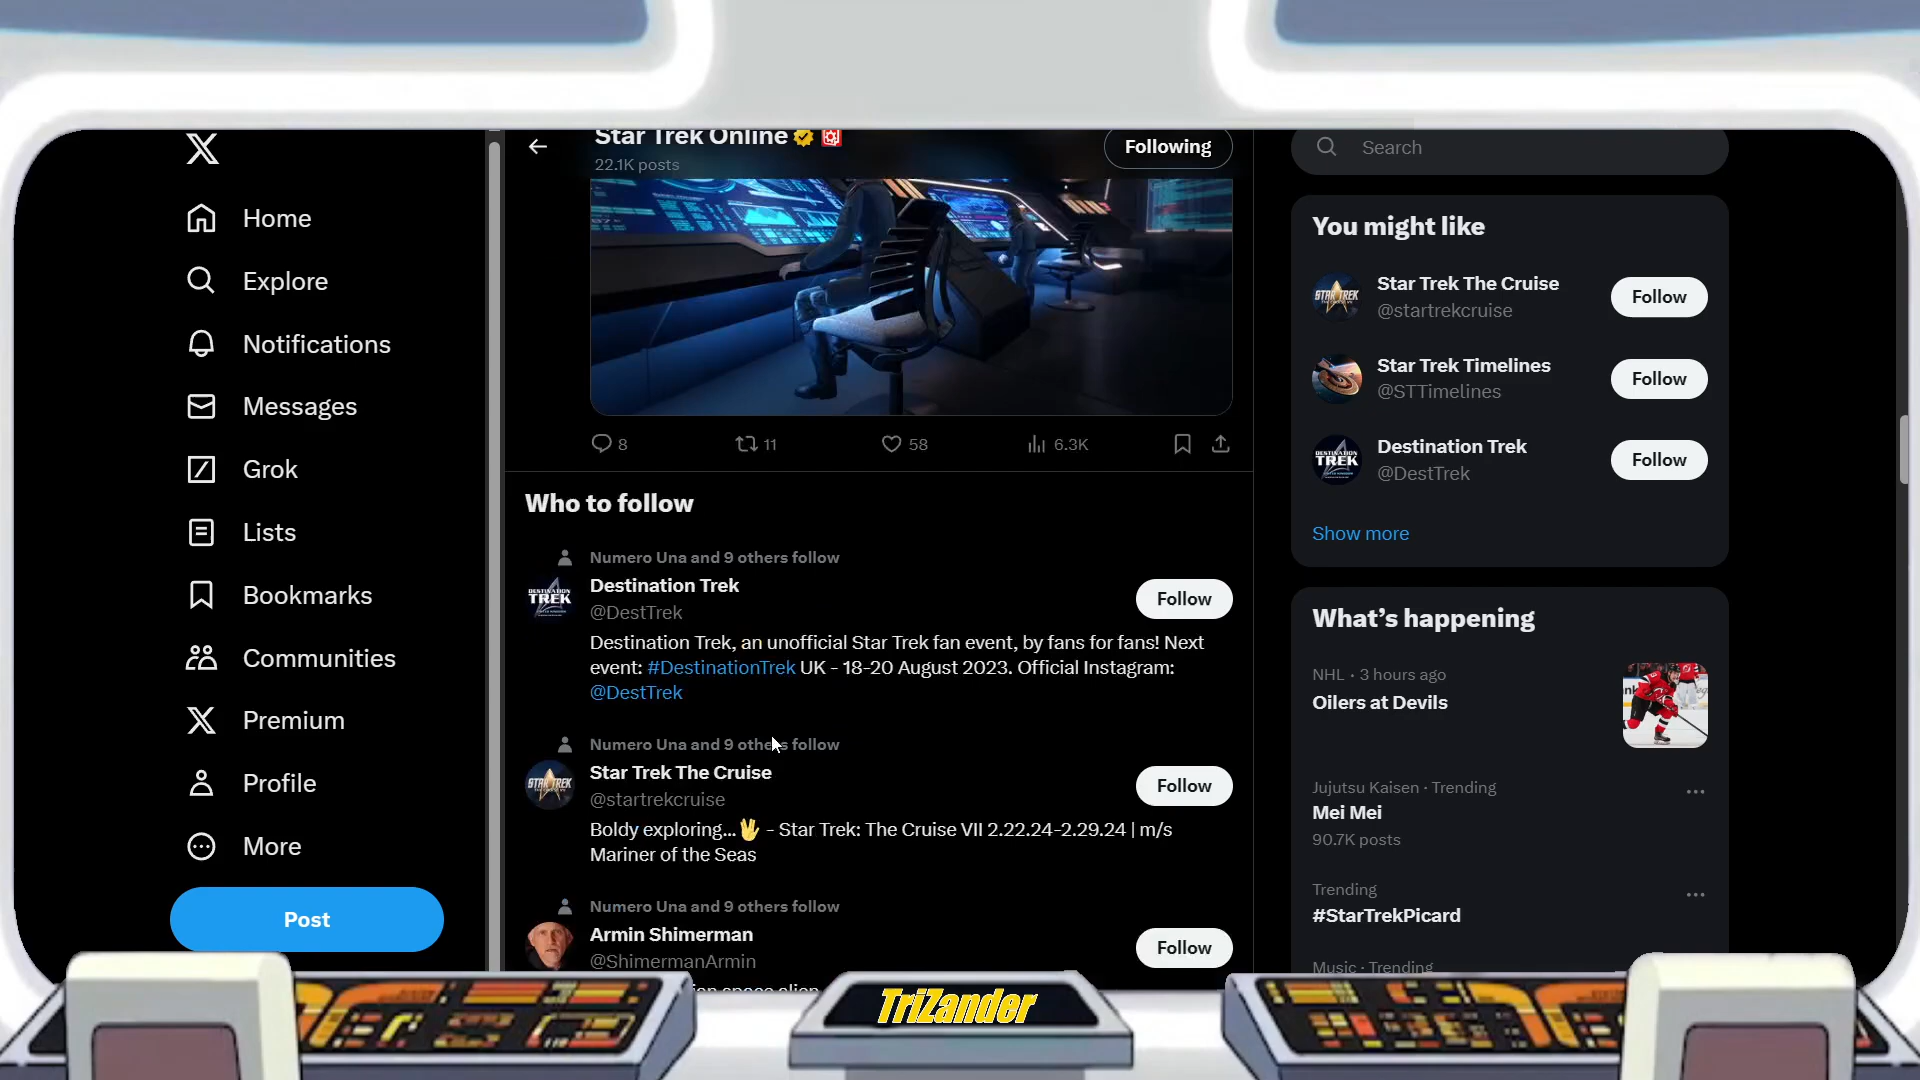 Home
Explore
Notifications
Messages
Grok
Lists
Bookmarks
Communities
Premium
Profile
More
Post
Star Trek Online
22.1K posts
Following
8
11
58
6.3K
Who to follow
Numero Una and 9 others follow
Destination Trek
@DestTrek
Follow
Destination Trek, an unofficial Star Trek fan event, by fans for fans! Next
event: #DestinationTrek UK - 18-20 August 2023. Official Instagram:
@DestTrek
Numero Una and 9 others follow
Star Trek The Cruise
@startrekcruise
Follow
Boldy exploring...🖖 - Star Trek: The Cruise VII 2.22.24-2.29.24 | m/s
Mariner of the Seas
Numero Una and 9 others follow
Armin Shimerman
@ShimermanArmin
Follow
Search
You might like
Star Trek The Cruise
@startrekcruise
Follow
Star Trek Timelines
@STTimelines
Follow
Destination Trek
@DestTrek
Follow
Show more
What's happening
NHL · 3 hours ago
Oilers at Devils
Jujutsu Kaisen · Trending
Mei Mei
90.7K posts
Trending
#StarTrekPicard
Music · Trending
TriZander